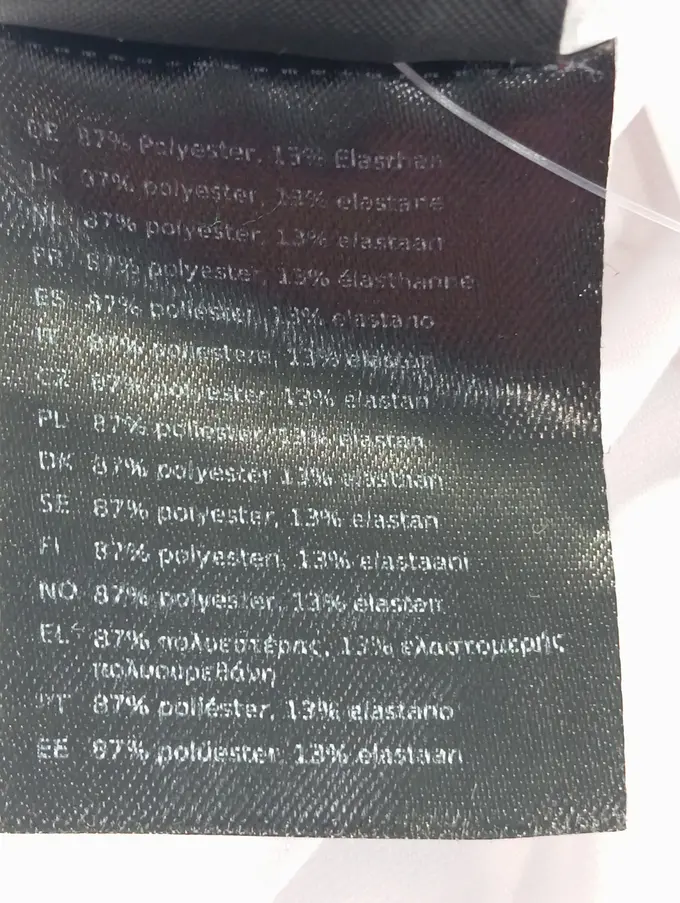 DE 87% Polyester, 13% Elasthan
UK 87% polyester, 13% elastane
NL 87% polyester, 13% elastaan
FR 87% polyester, 13% élasthanne
ES 87% poliéster, 13% elastano
IT 87% poliestere, 13% elastan
CZ 87% polyester, 13% elastan
PL 87% poliester, 13% elastan
DK 87% polyester 13% elasthan
SE 87% polyester, 13% elastan
FI 87% polyesteri, 13% elastaani
NO 87% polyester, 13% elasten
EL 87% πολυεστέρας, 13% ελαστομερής
πολυουρεθάνη
PT 87% poliéster, 13% elastano
EE 87% polüester, 13% elastaan